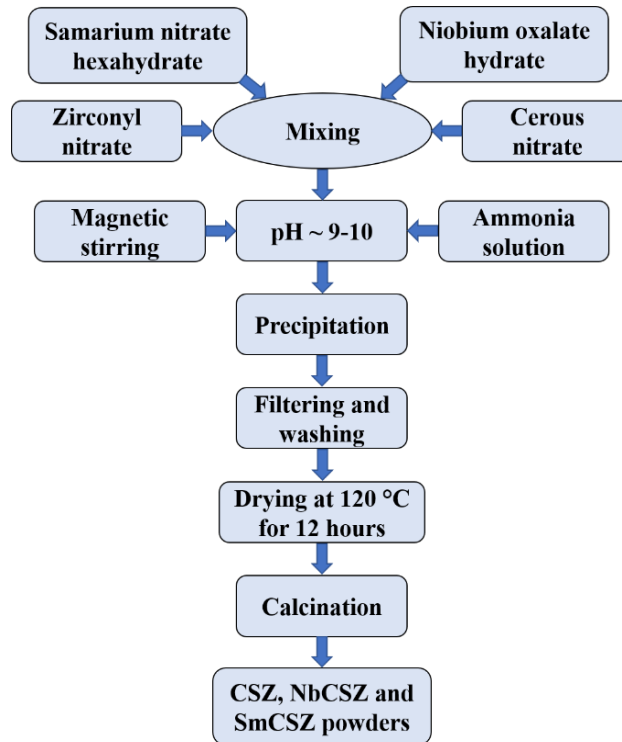 Samarium nitrate
hexahydrate
Niobium oxalate
hydrate
Zirconyl
nitrate
Mixing
Cerous
nitrate
Magnetic
stirring
pH ~ 9-10
Ammonia
solution
Precipitation
Filtering and
washing
Drying at 120 °C
for 12 hours
Calcination
CSZ, NbCSZ and
SmCSZ powders